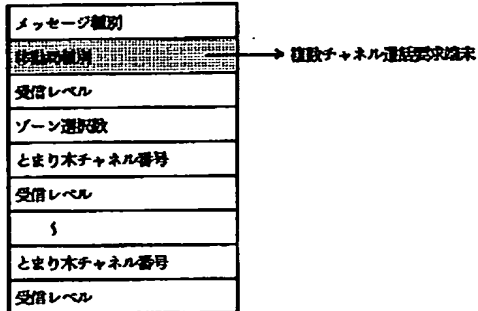 メッセージ種別
移動局種別
複数チャネル通話要求端末
受信レベル
ゾーン選択数
とまり木チャネル番号
受信レベル
〜
とまり木チャネル番号
受信レベル